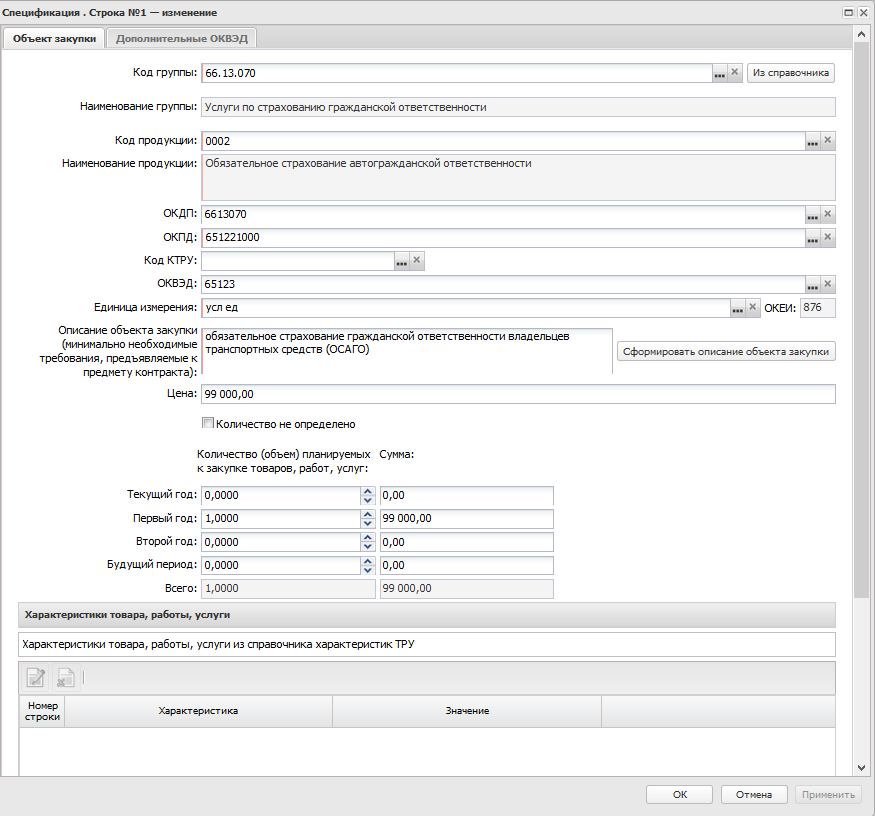 Спецификация . Строка №1 — изменение
Объект закупки
Дополнительные ОКВЭД
Код группы: 66.13.070 ... Из справочника
Наименование группы: Услуги по страхованию гражданской ответственности
Код продукции: 0002 ...
Наименование продукции: Обязательное страхование автогражданской ответственности
ОКДП: 6613070 ...
ОКПД: 651221000 ...
Код КТРУ: ...
ОКВЭД: 65123 ...
Единица измерения: усл ед ... ОКЕИ: 876
Описание объекта закупки
(минимально необходимые
требования, предъявляемые к
предмету контракта):
обязательное страхование гражданской ответственности владельцев
транспортных средств (ОСАГО)
Сформировать описание объекта закупки
Цена: 99 000,00
Количество не определено
Количество (объем) планируемых
к закупке товаров, работ, услуг:
Сумма:
Текущий год: 0,0000 0,00
Первый год: 1,0000 99 000,00
Второй год: 0,0000 0,00
Будущий период: 0,0000 0,00
Всего: 1,0000 99 000,00
Характеристики товара, работы, услуги
Характеристики товара, работы, услуги из справочника характеристик ТРУ
Номер
строки
Характеристика
Значение
ОК
Отмена
Применить